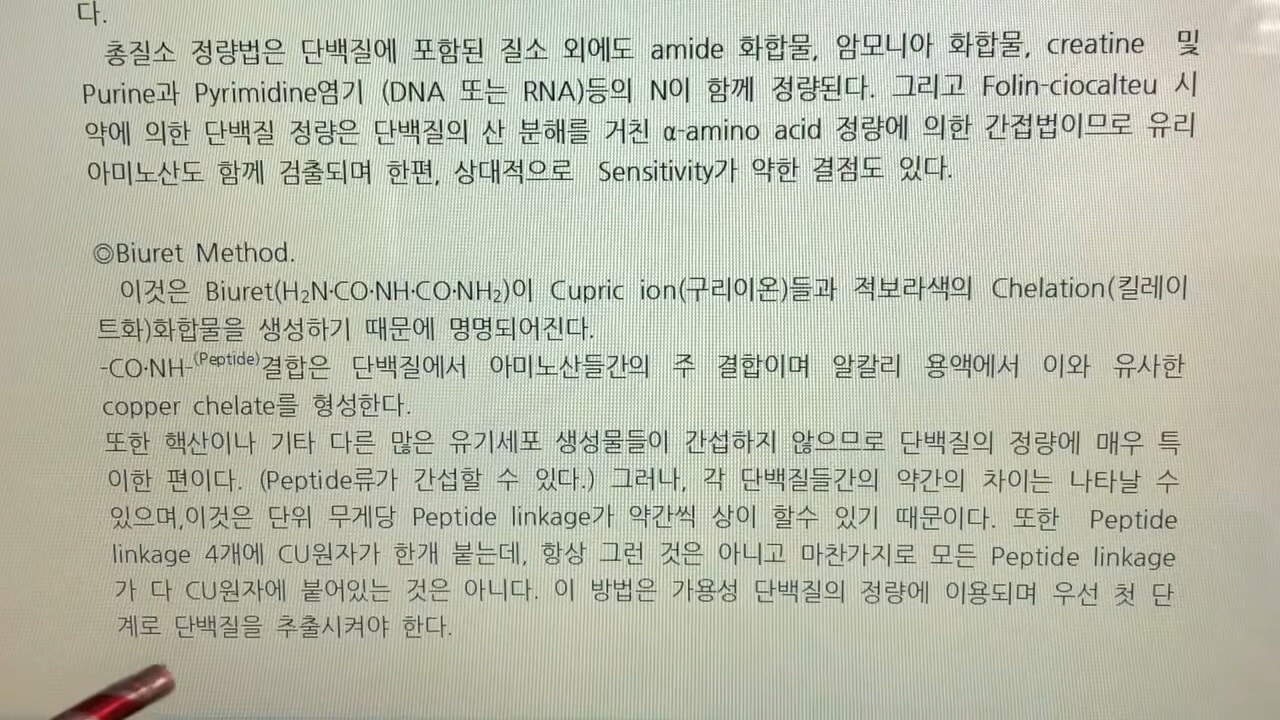 다.
총질소 정량법은 단백질에 포함된 질소 외에도 amide 화합물, 암모니아 화합물, creatine 및
Purine과 Pyrimidine염기 (DNA 또는 RNA)등의 N이 함께 정량된다. 그리고 Folin-ciocalteu 시
약에 의한 단백질 정량은 단백질의 산 분해를 거친 α-amino acid 정량에 의한 간접법이므로 유리
아미노산도 함께 검출되며 한편, 상대적으로 Sensitivity가 약한 결점도 있다.
◎Biuret Method.
이것은 Biuret(H₂N·CO·NH·CO·NH₂)이 Cupric ion(구리이온)들과 적보라색의 Chelation(킬레이
트화)화합물을 생성하기 때문에 명명되어진다.
-CO·NH-(Peptide)결합은 단백질에서 아미노산들간의 주 결합이며 알칼리 용액에서 이와 유사한
copper chelate를 형성한다.
또한 핵산이나 기타 다른 많은 유기세포 생성물들이 간섭하지 않으므로 단백질의 정량에 매우 특
이한 편이다. (Peptide류가 간섭할 수 있다.) 그러나, 각 단백질들간의 약간의 차이는 나타날 수
있으며,이것은 단위 무게당 Peptide linkage가 약간씩 상이 할수 있기 때문이다. 또한 Peptide
linkage 4개에 CU원자가 한개 붙는데, 항상 그런 것은 아니고 마찬가지로 모든 Peptide linkage
가 다 CU원자에 붙어있는 것은 아니다. 이 방법은 가용성 단백질의 정량에 이용되며 우선 첫 단
계로 단백질을 추출시켜야 한다.